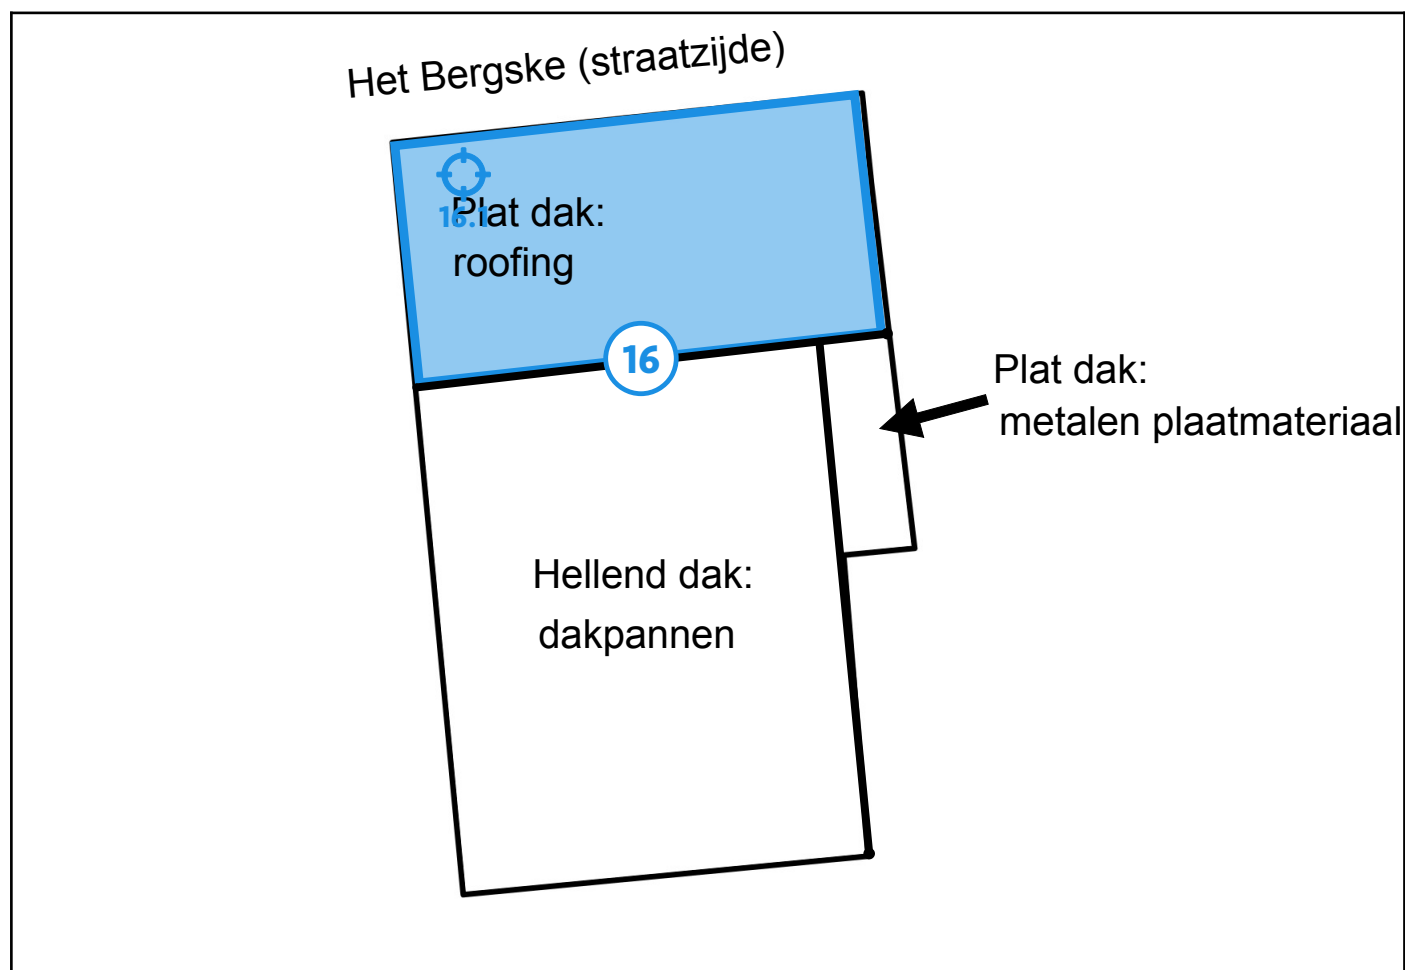 Het Bergske (straatzijde)
16.1
Plat dak:
roofing
16
Plat dak:
metalen plaatmateriaal
Hellend dak:
dakpannen